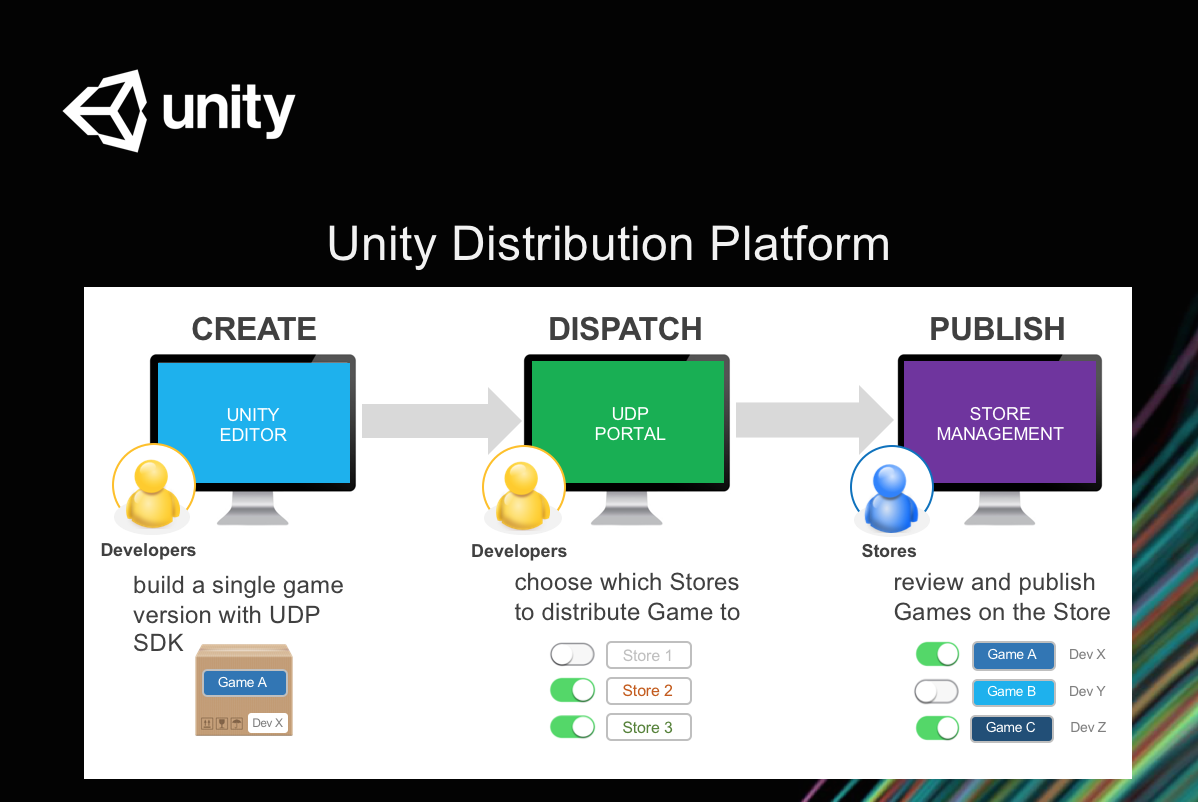 unity
Unity Distribution Platform
CREATE
UNITY
EDITOR
Developers
build a single game
version with UDP
SDK
Game A
Dev X
DISPATCH
UDP
PORTAL
Developers
choose which Stores
to distribute Game to
Store 1
Store 2
Store 3
PUBLISH
STORE
MANAGEMENT
Stores
review and publish
Games on the Store
Game A Dev X
Game B Dev Y
Game C Dev Z